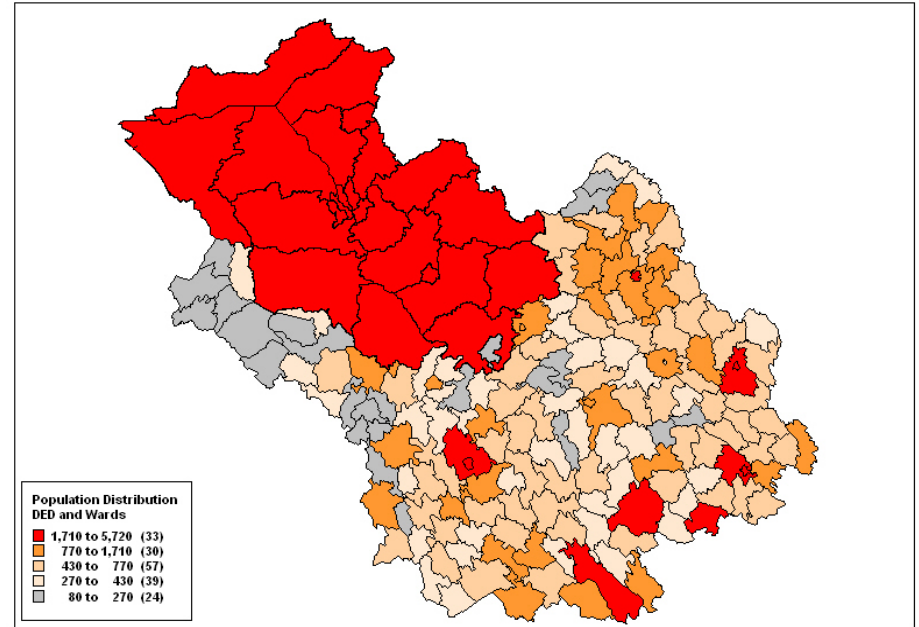 Population Distribution
DED and Wards
1,710 to 5,720 (33)
770 to 1,710 (30)
430 to 770 (57)
270 to 430 (39)
80 to 270 (24)